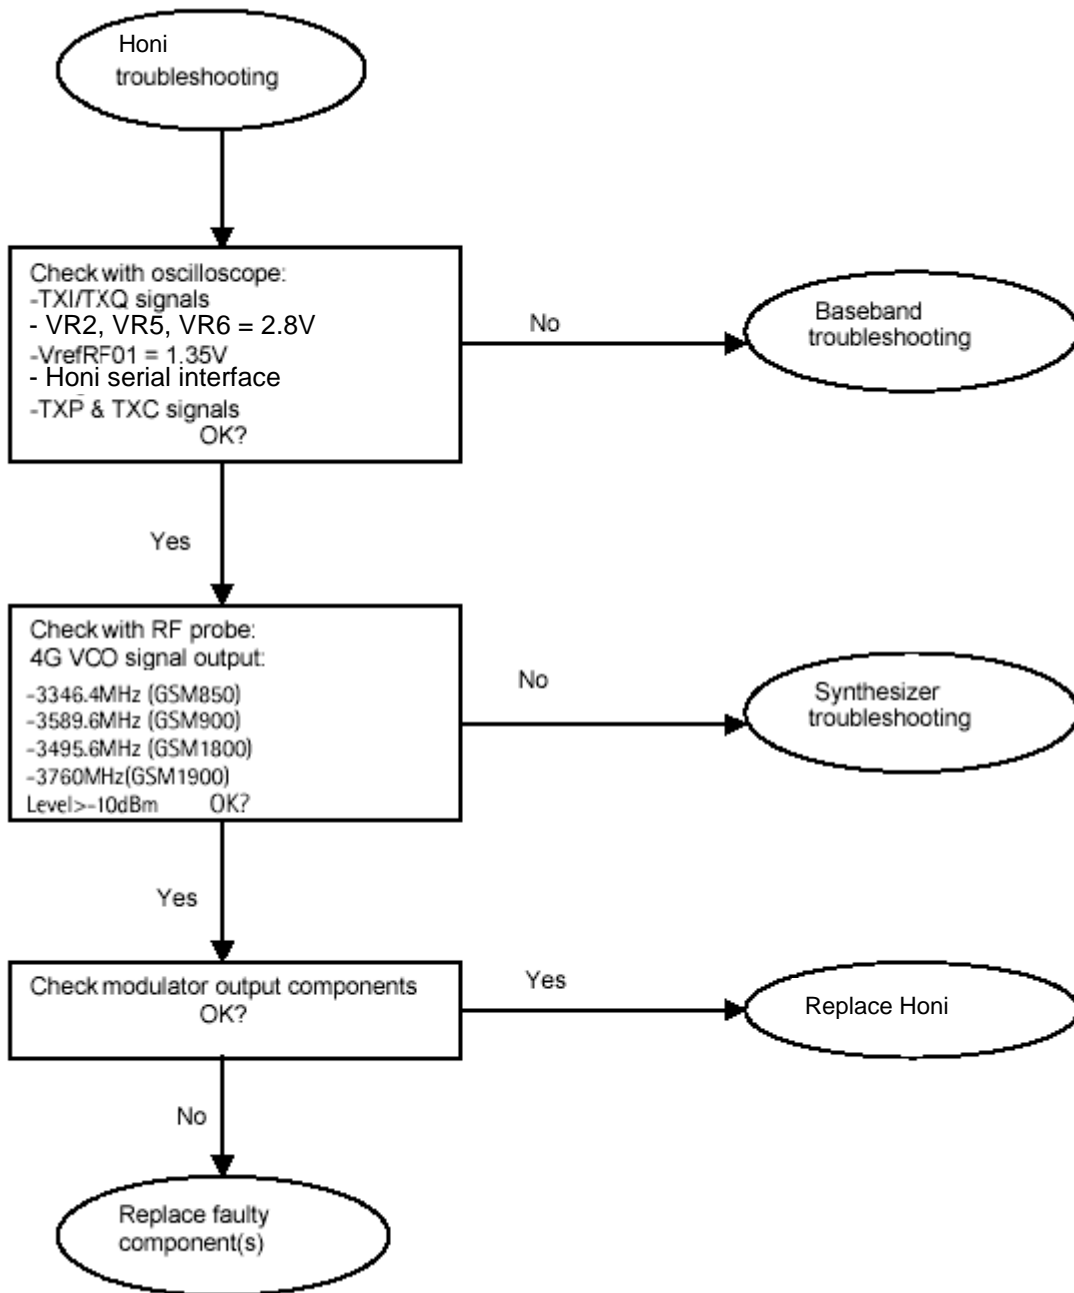 Honi
troubleshooting
Check with oscilloscope:
-TXI/TXQ signals
- VR2, VR5, VR6 = 2.8V
-VrefRF01 = 1.35V
- Honi serial interface
-TXP & TXC signals
OK?
No
Baseband
troubleshooting
Yes
Check with RF probe:
4G VCO signal output:
-3346.4MHz (GSM850)
-3589.6MHz (GSM900)
-3495.6MHz (GSM1800)
-3760MHz(GSM1900)
Level>-10dBm OK?
No
Synthesizer
troubleshooting
Yes
Check modulator output components
OK?
Yes
Replace Honi
No
Replace faulty
component(s)